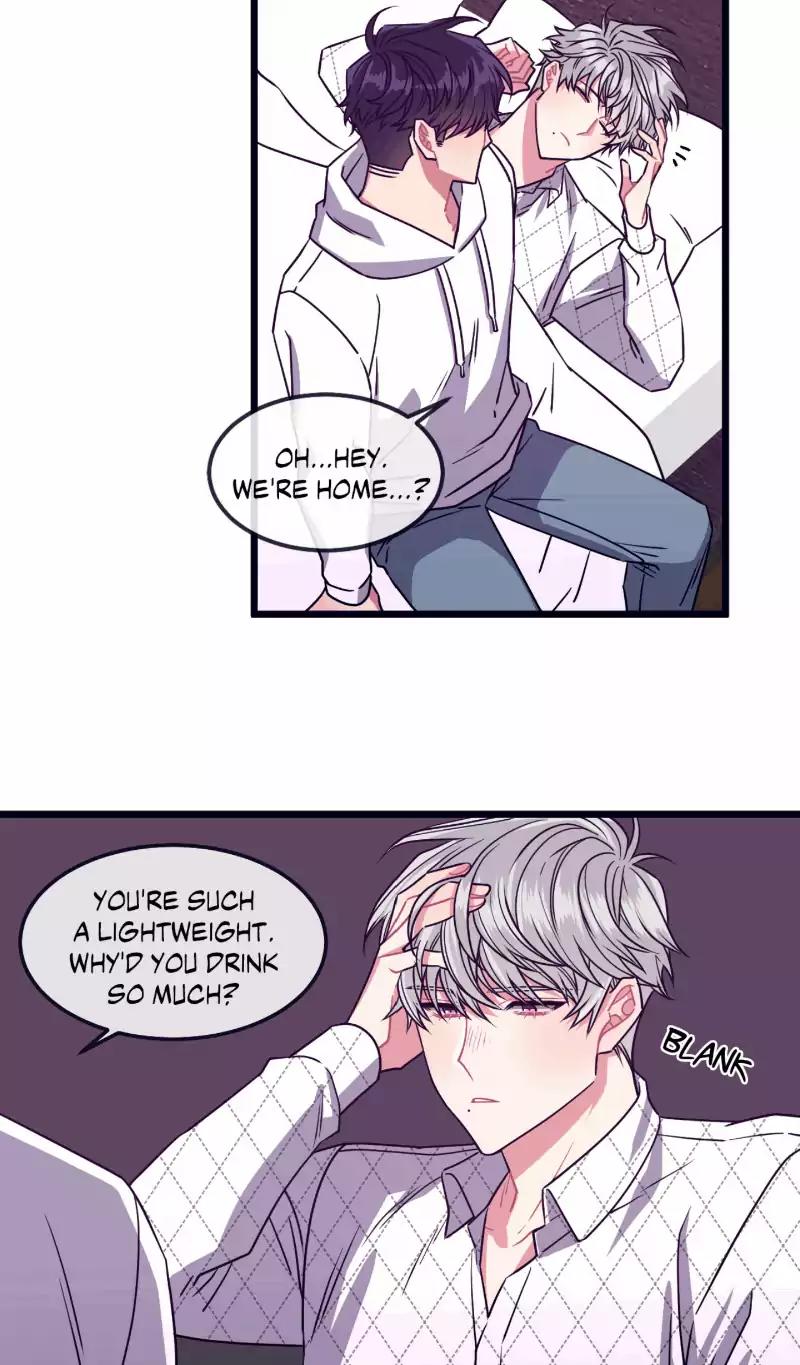 OH...HEY.
WE'RE HOME...?
YOU'RE SUCH
A LIGHTWEIGHT.
WHY'D YOU DRINK
SO MUCH?
BLANK